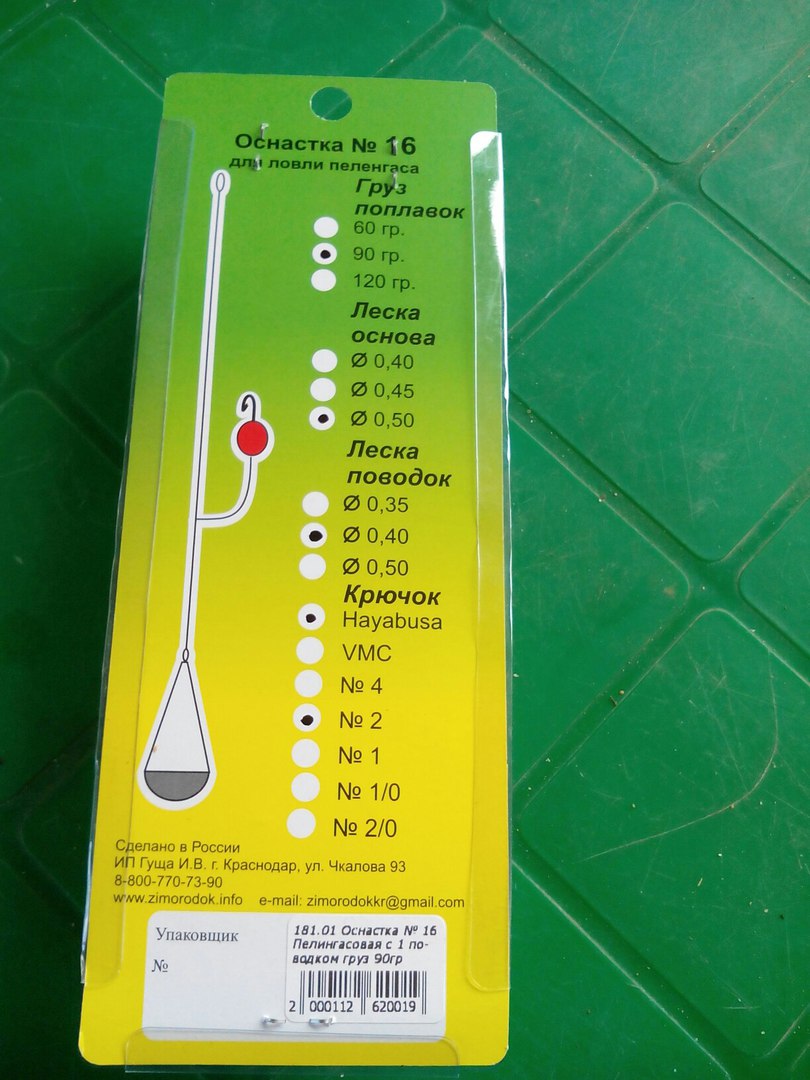 Оснастка № 16
для ловли пеленгаса
Груз
поплавок
60 гр.
90 гр.
120 гр.
Леска
основа
Ø 0,40
Ø 0,45
Ø 0,50
Леска
поводок
Ø 0,35
Ø 0,40
Ø 0,50
Крючок
Hayabusa
VMC
№ 4
№ 2
№ 1
№ 1/0
№ 2/0
Сделано в России
ИП Гуща И.В. г. Краснодар, ул. Чкалова 93
8-800-770-73-90
www.zimorodok.info e-mail: zimorodokkr@gmail.com
Упаковщик
№
181.01 Оснастка № 16
Пелингасовая с 1 по-
водком груз 90гр
2 000112 620019